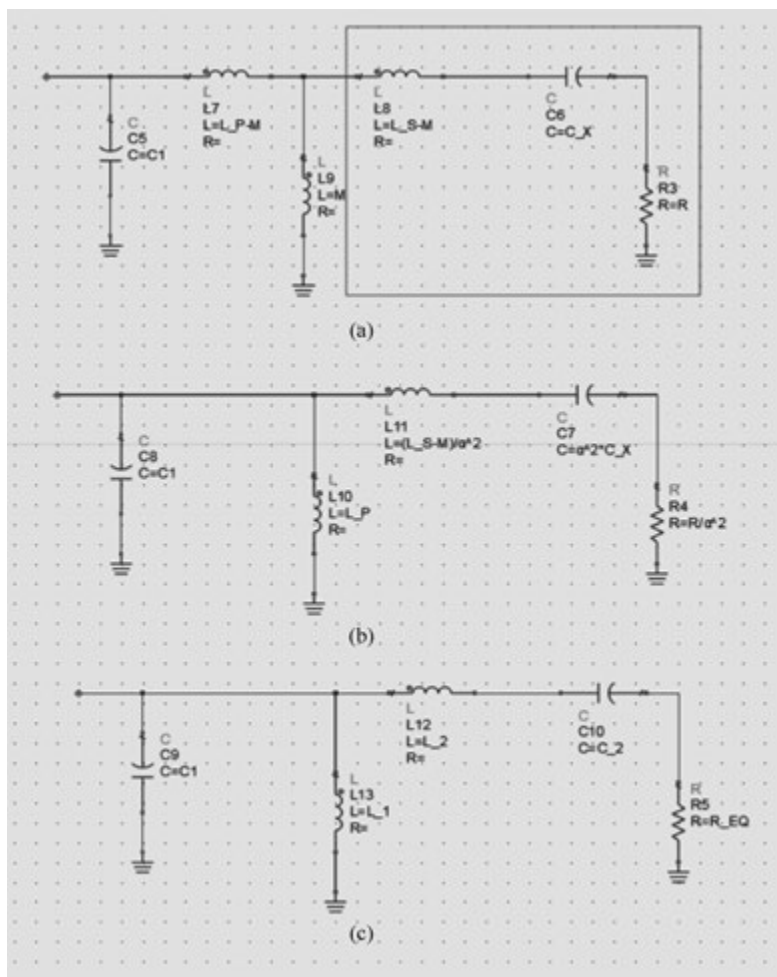 L
L7
L=L_P-M
R=
L
L8
L=L_S-M
R=
C
C6
C=C_X
C
C5
C=C1
L
L9
L=M
R=
R
R3
R=R
(a)
L
L11
L=(L_S-M)/α^2
R=
C
C7
C=α^2*C_X
C
C8
C=C1
L
L10
L=L_P
R=
R
R4
R=R/α^2
(b)
L
L12
L=L_2
R=
C
C10
C=C_2
C
C9
C=C1
L
L13
L=L_1
R=
R
R5
R=R_EQ
(c)